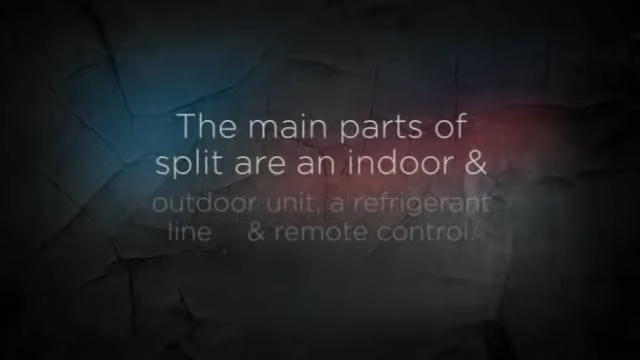 The main parts of
split are an indoor &
outdoor unit, a refrigerant
line & remote control.